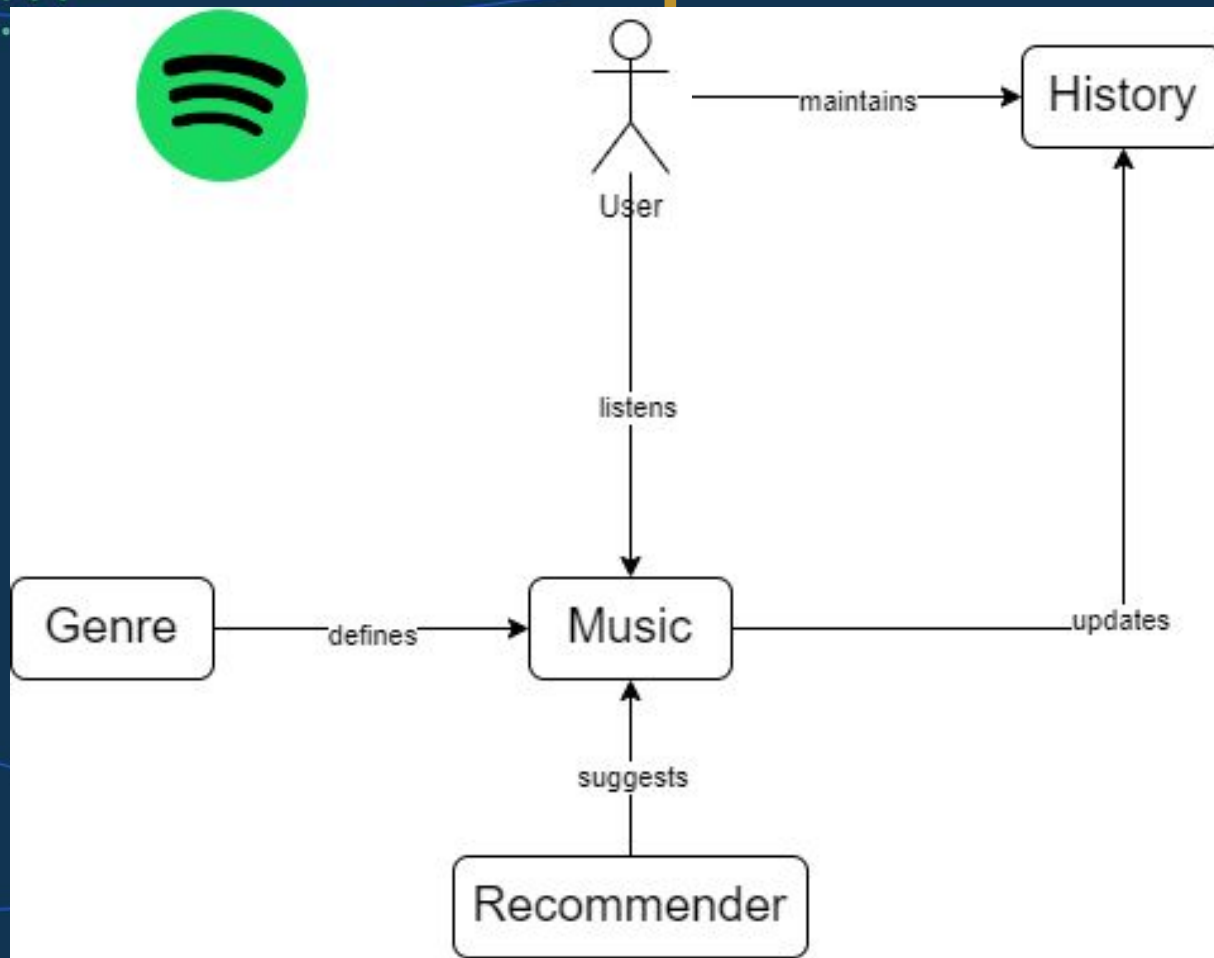 maintains
History
User
listens
Genre
defines
Music
updates
suggests
Recommender